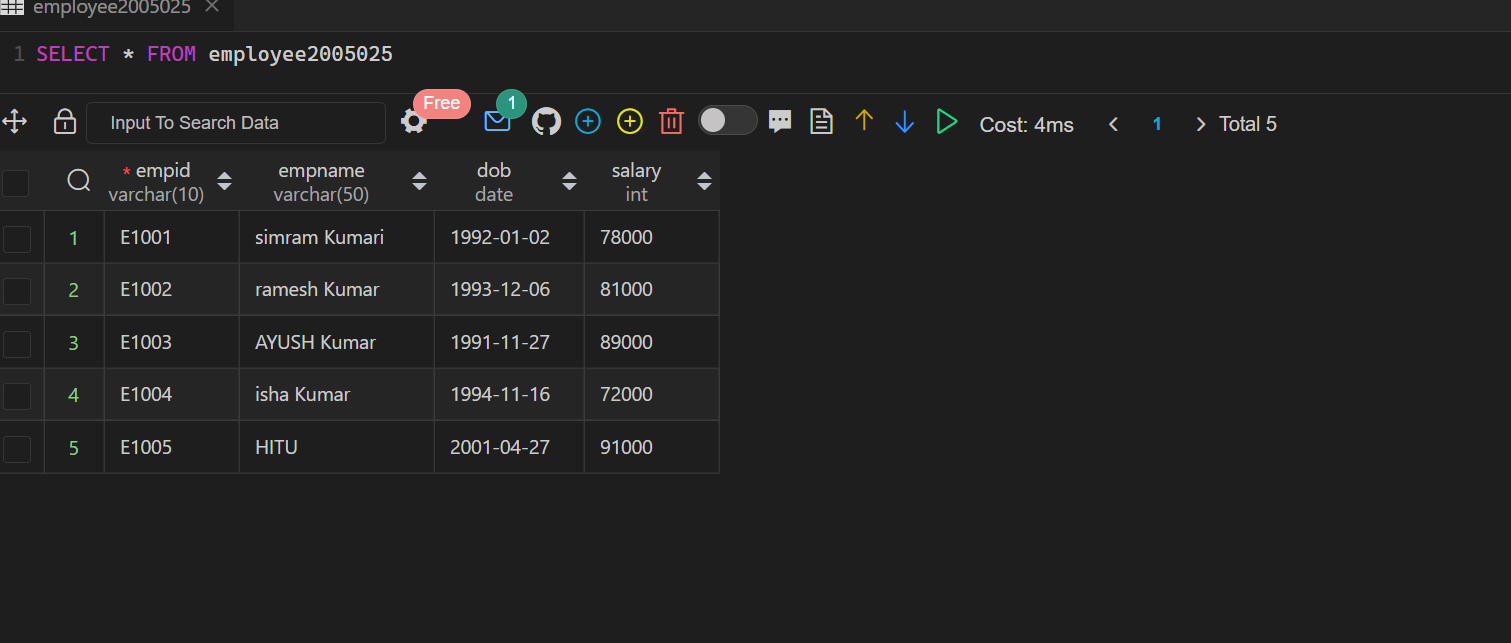 employee2005025
1 SELECT * FROM employee2005025
Input To Search Data Free 1 Cost: 4ms 1 Total 5
* empid empname dob salary
varchar(10) varchar(50) date int
1 E1001 simram Kumari 1992-01-02 78000
2 E1002 ramesh Kumar 1993-12-06 81000
3 E1003 AYUSH Kumar 1991-11-27 89000
4 E1004 isha Kumar 1994-11-16 72000
5 E1005 HITU 2001-04-27 91000